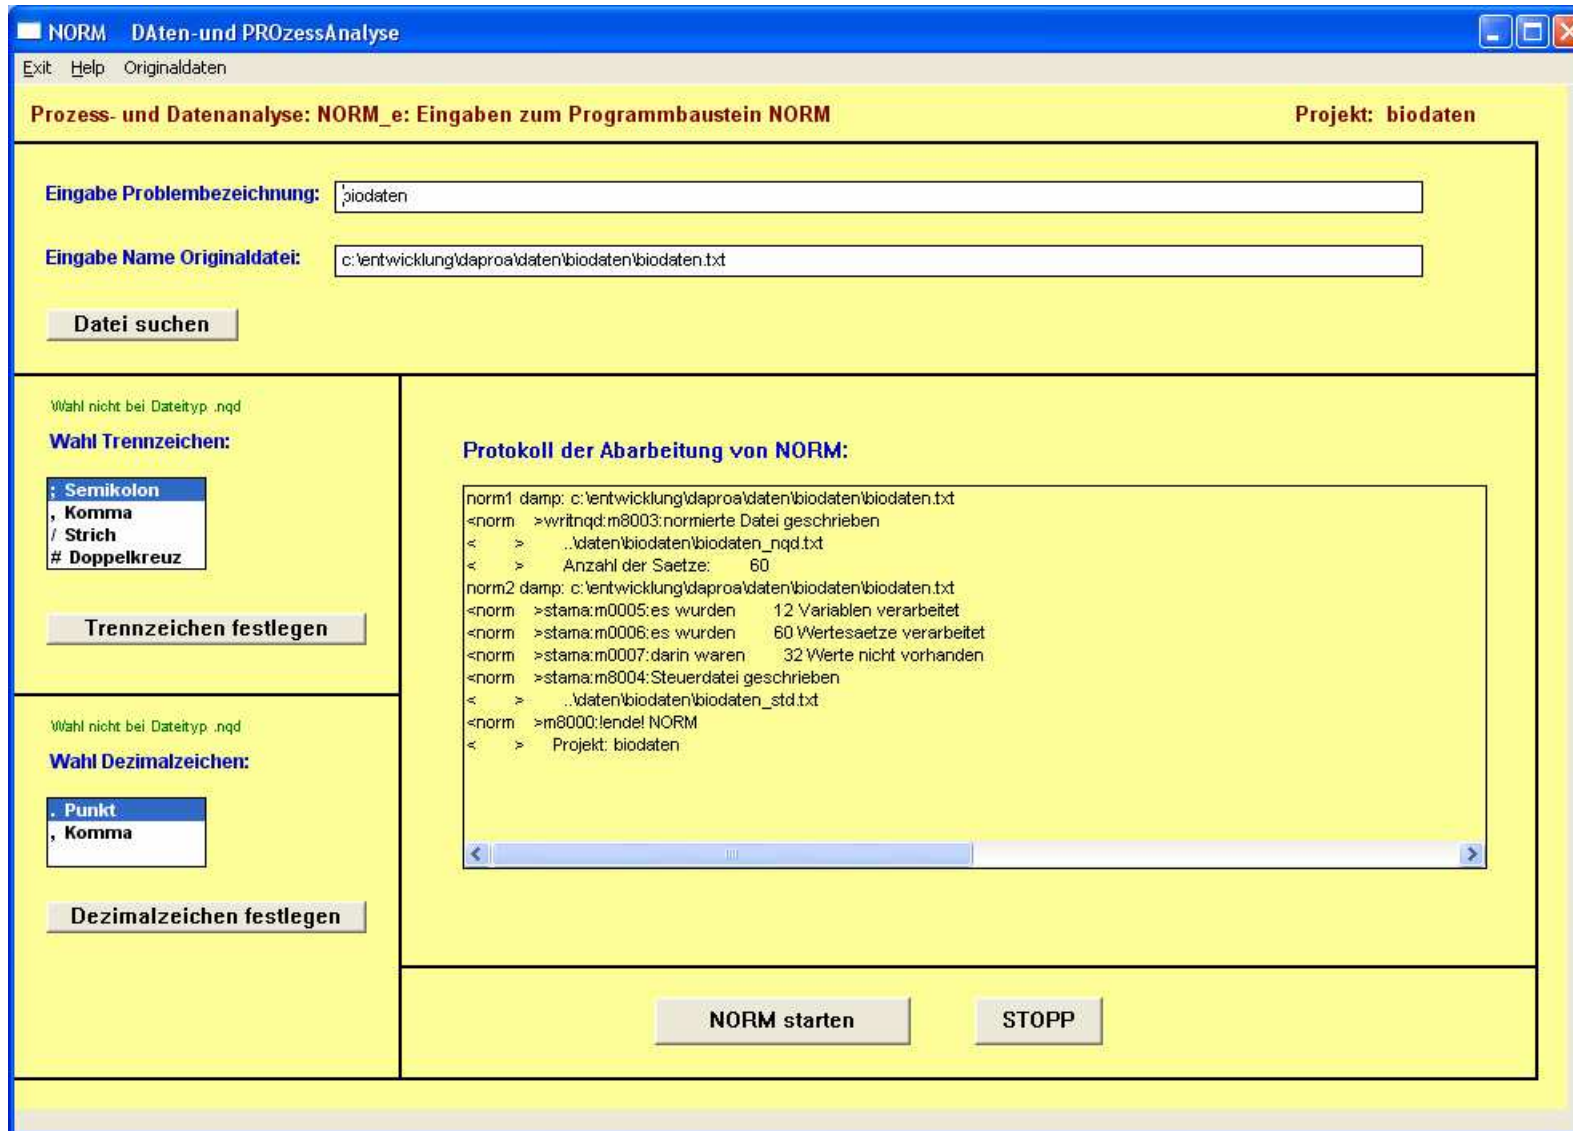 NORM DAten-und PROzessAnalyse
Exit Help Originaldaten
Prozess- und Datenanalyse: NORM_e: Eingaben zum Programmbaustein NORM Projekt: biodaten
Eingabe Problembezeichnung: biodaten
Eingabe Name Originaldatei: c:\entwicklung\daproa\daten\biodaten\biodaten.txt
Datei suchen
Wahl nicht bei Dateityp .nqd
Wahl Trennzeichen:
; Semikolon
, Komma
/ Strich
# Doppelkreuz
Trennzeichen festlegen
Wahl nicht bei Dateityp .nqd
Wahl Dezimalzeichen:
. Punkt
, Komma
Dezimalzeichen festlegen
Protokoll der Abarbeitung von NORM:
norm1 damp: c:\entwicklung\daproa\daten\biodaten\biodaten.txt
<norm >writnqd:m8003:normierte Datei geschrieben
< > ..\daten\biodaten\biodaten_nqd.txt
< > Anzahl der Saetze: 60
norm2 damp: c:\entwicklung\daproa\daten\biodaten\biodaten.txt
<norm >stama:m0005:es wurden 12 Variablen verarbeitet
<norm >stama:m0006:es wurden 60 Wertesaetze verarbeitet
<norm >stama:m0007:darin waren 32 Werte nicht vorhanden
<norm >stama:m8004:Steuerdatei geschrieben
< > ..\daten\biodaten\biodaten_std.txt
<norm >m8000:!ende! NORM
< > Projekt: biodaten
NORM starten STOPP